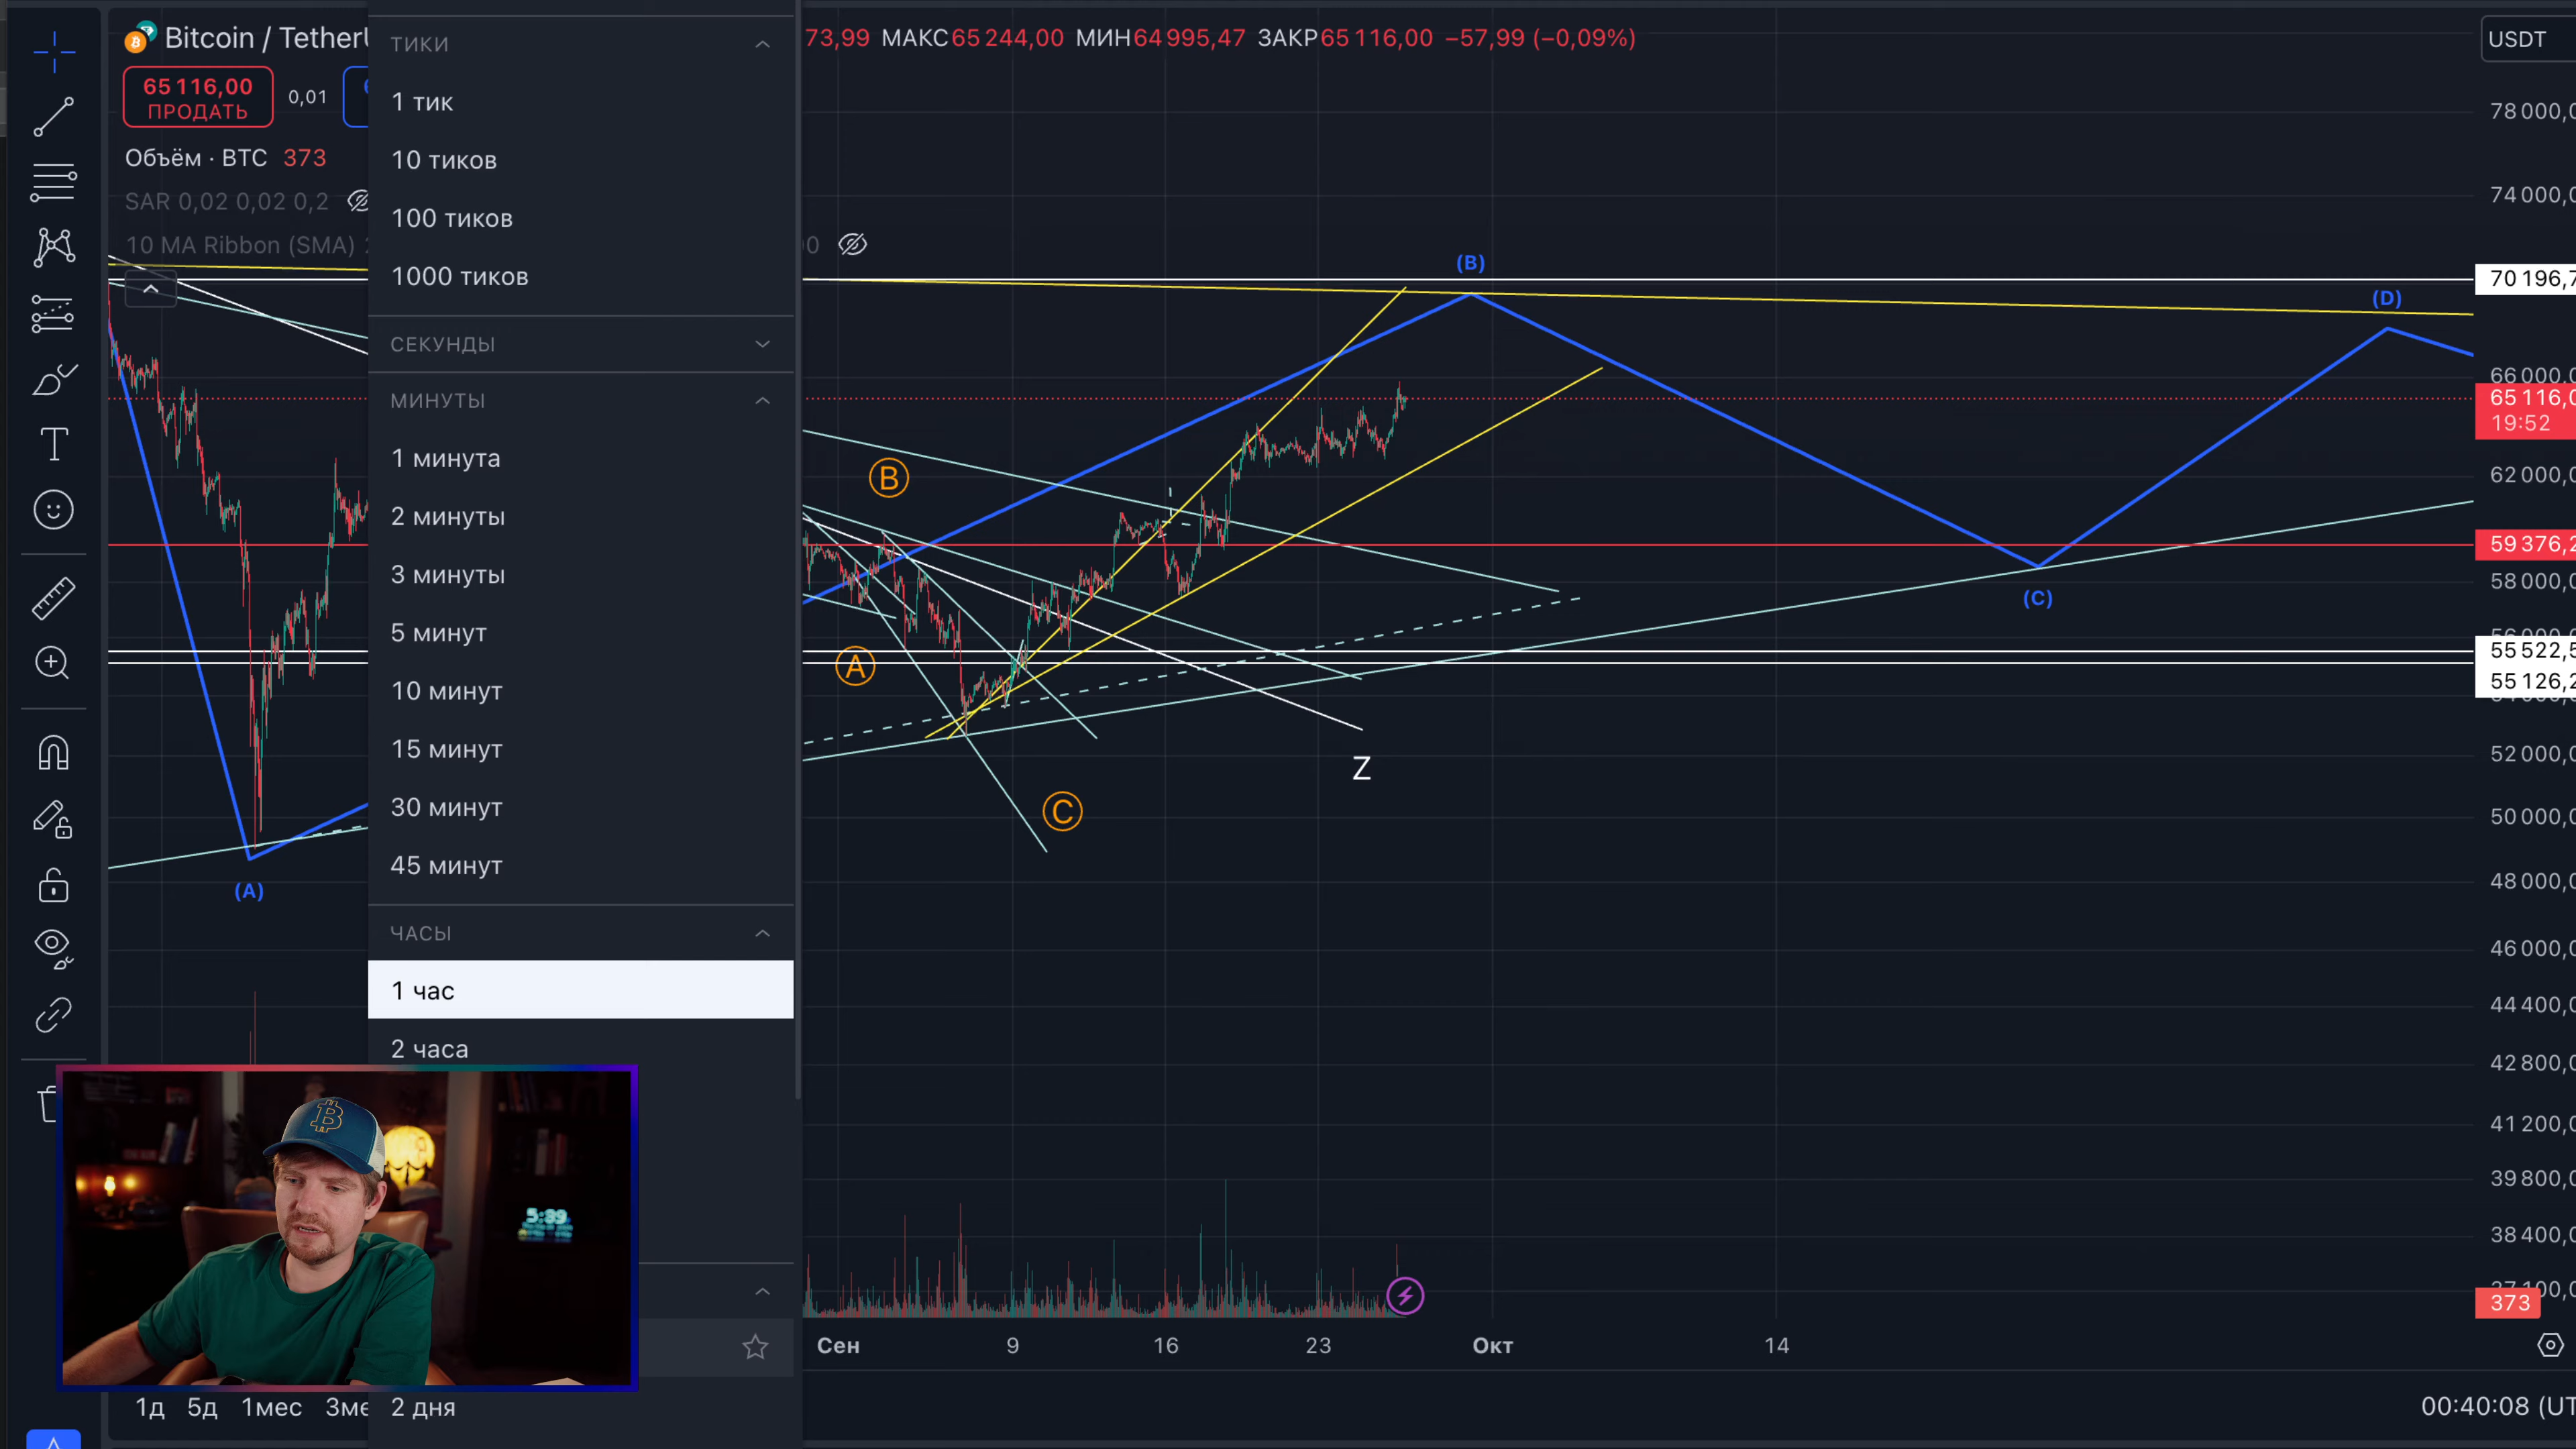 Bitcoin / Tether
73,99 МАКС65 244,00 МИН64 995,47 ЗАКР65 116,00 −57,99 (−0,09%)
USDT
65 116,00
ПРОДАТЬ
0,01
Объём · BTC 373
SAR 0,02 0,02 0,2
10 MA Ribbon (SMA)
ТИКИ
1 тик
10 тиков
100 тиков
1000 тиков
СЕКУНДЫ
МИНУТЫ
1 минута
2 минуты
3 минуты
5 минут
10 минут
15 минут
30 минут
45 минут
ЧАСЫ
1 час
2 часа
2 дня
(A)
(B)
(C)
(D)
B
A
C
Z
78 000,0
74 000,0
70 196,7
66 000,0
65 116,0
19:52
62 000,0
59 376,2
58 000,0
55 522,5
55 126,2
52 000,0
50 000,0
48 000,0
46 000,0
44 400,0
42 800,0
41 200,0
39 800,0
38 400,0
373
5:39
Сен 9 16 23 Окт 14
1д 5д 1мес 3ме
00:40:08 (UT